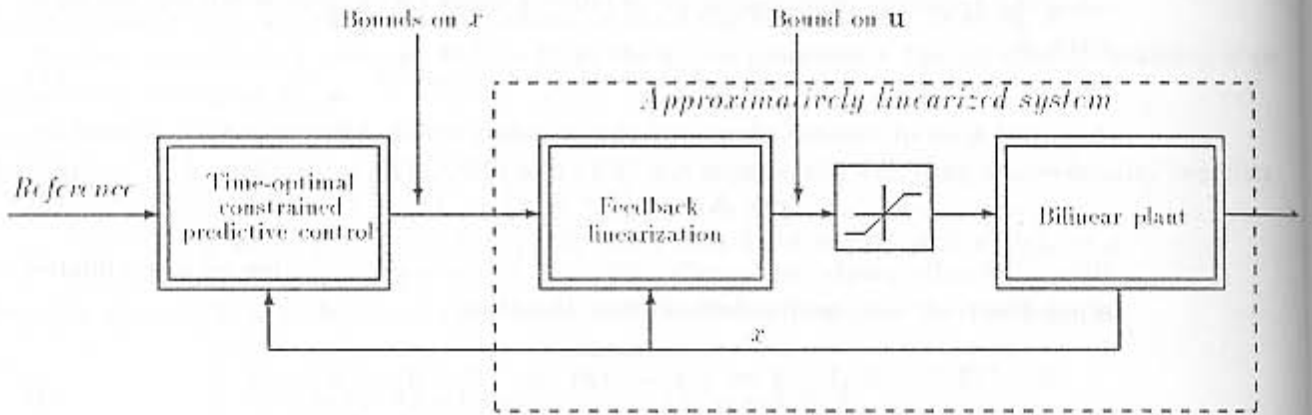 Bounds on x
Bound on u
Approximatively linearized system
Reference
Time-optimal
constrained
predictive control
Feedback
linearization
Bilinear plant
x